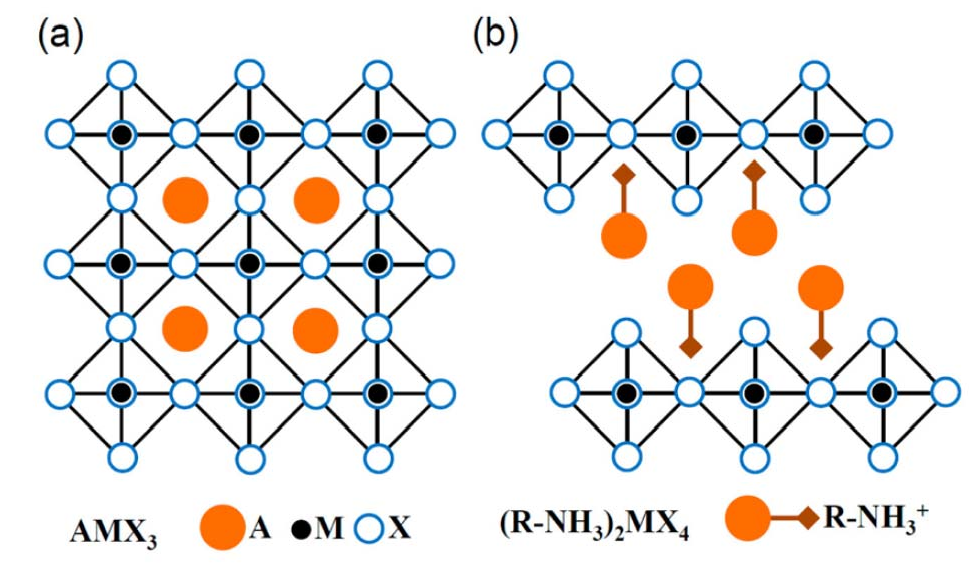 (a) (b)
AMX₃ A M X (R-NH₃)₂MX₄ R-NH₃⁺